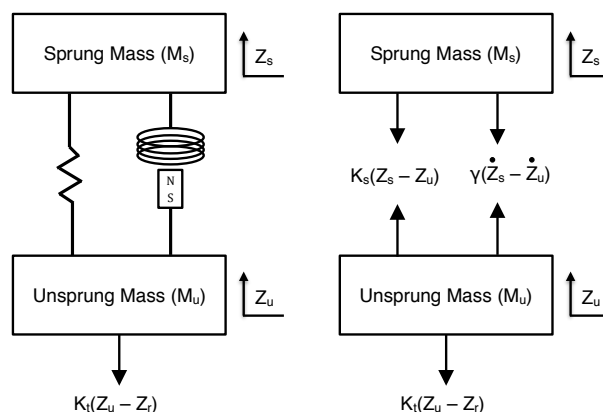 Sprung Mass (Mₛ)
Zₛ
N
S
Unsprung Mass (Mᵤ)
Zᵤ
Kₜ(Zᵤ – Zᵣ)
Sprung Mass (Mₛ)
Zₛ
Kₛ(Zₛ – Zᵤ)
γ(Żₛ – Żᵤ)
Unsprung Mass (Mᵤ)
Zᵤ
Kₜ(Zᵤ – Zᵣ)